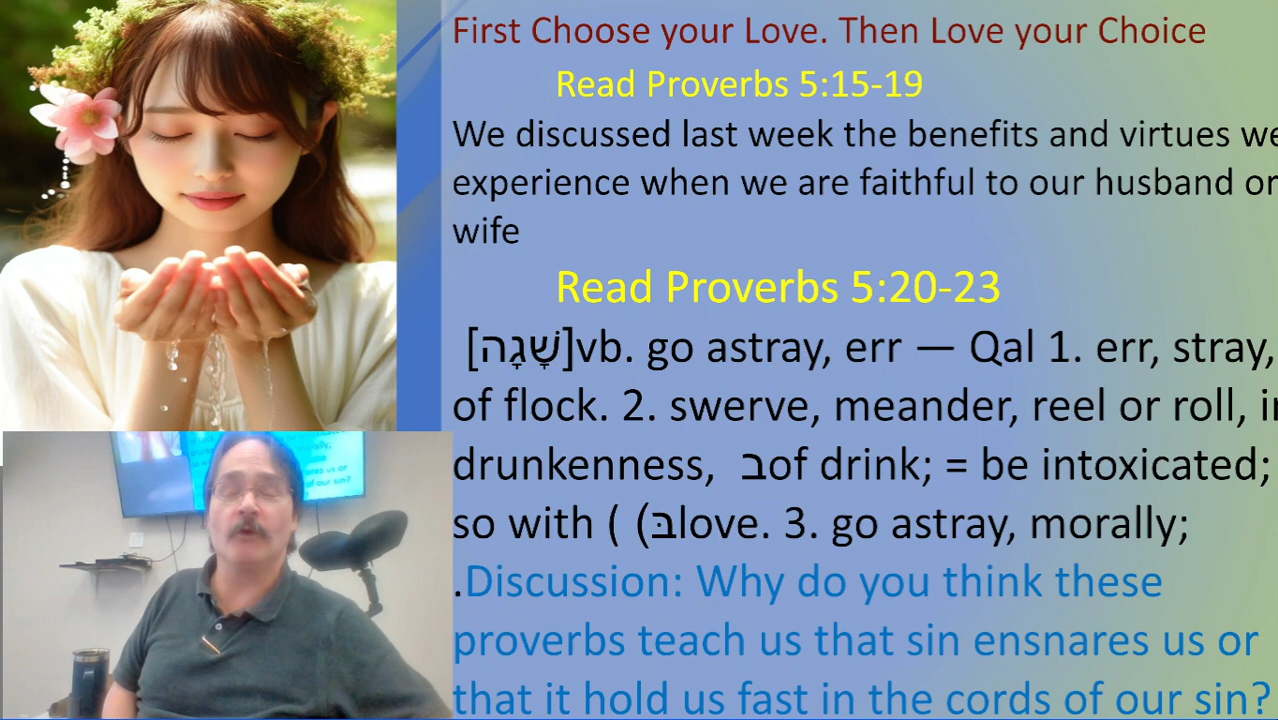 First Choose your Love. Then Love your Choice
Read Proverbs 5:15-19
We discussed last week the benefits and virtues we
experience when we are faithful to our husband or
wife
Read Proverbs 5:20-23
[שָׁגָה]vb. go astray, err — Qal 1. err, stray,
of flock. 2. swerve, meander, reel or roll, in
drunkenness, בof drink; = be intoxicated;
so with ( (בּlove. 3. go astray, morally;
.Discussion: Why do you think these
proverbs teach us that sin ensnares us or
that it hold us fast in the cords of our sin?